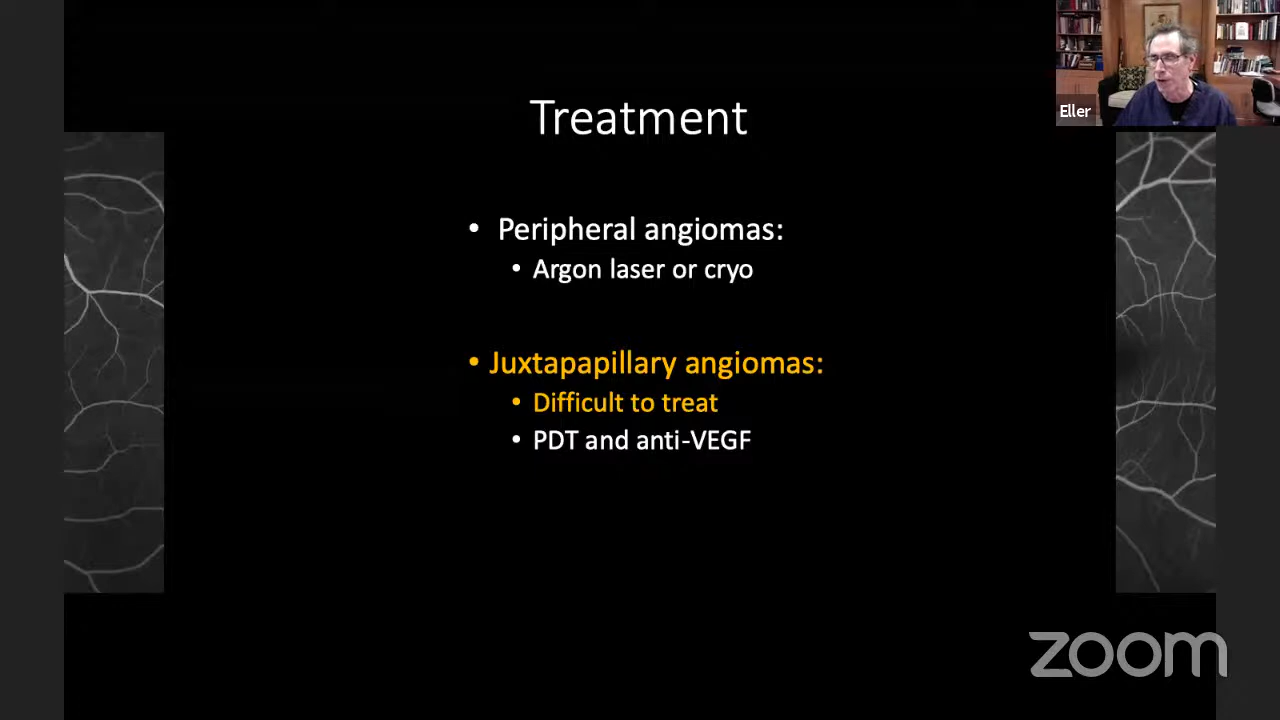 Eller
Treatment
• Peripheral angiomas:
• Argon laser or cryo
• Juxtapapillary angiomas:
• Difficult to treat
• PDT and anti-VEGF
zoom